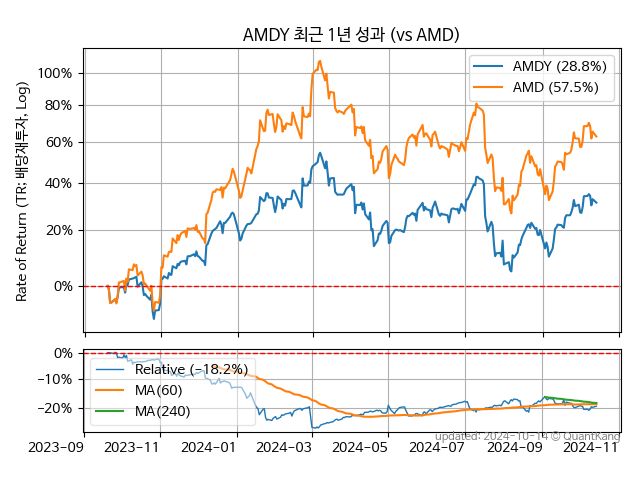 AMDY 최근 1년 성과 (vs AMD)
Rate of Return (TR: 배당재투자, Log)
100%
80%
60%
40%
20%
0%
AMDY (28.8%)
AMD (57.5%)
0%
-10%
-20%
Relative (-18.2%)
MA(60)
MA(240)
updated: 2024-10-14 © QuantKang
2023-09 2023-11 2024-01 2024-03 2024-05 2024-07 2024-09 2024-11